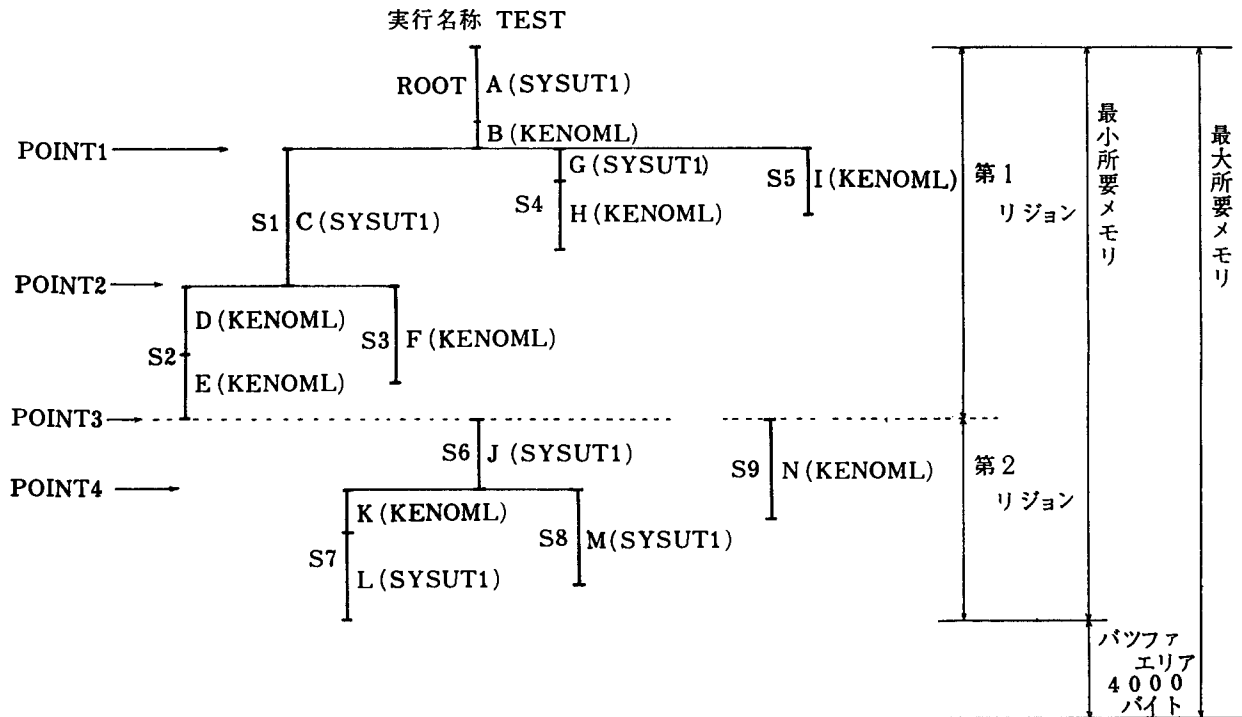 実行名称 TEST
ROOT A(SYSUT1)
B(KENOML)
POINT1
G(SYSUT1)
S5 I(KENOML)
S4
H(KENOML)
S1 C(SYSUT1)
POINT2
D(KENOML)
S3 F(KENOML)
S2
E(KENOML)
POINT3
S6 J(SYSUT1)
S9 N(KENOML)
POINT4
K(KENOML)
S8 M(SYSUT1)
S7
L(SYSUT1)
第1
リジョン
第2
リジョン
最小所要メモリ
最大所要メモリ
バツファ
エリア
4000
バイト